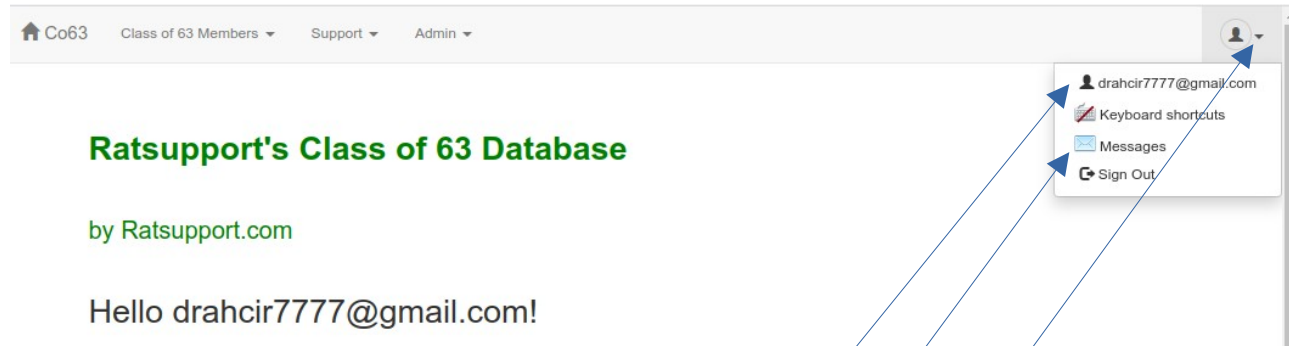 Co63 Class of 63 Members Support Admin
drahcir7777@gmail.com
Keyboard shortcuts
Messages
Sign Out
Ratsupport's Class of 63 Database
by Ratsupport.com
Hello drahcir7777@gmail.com!